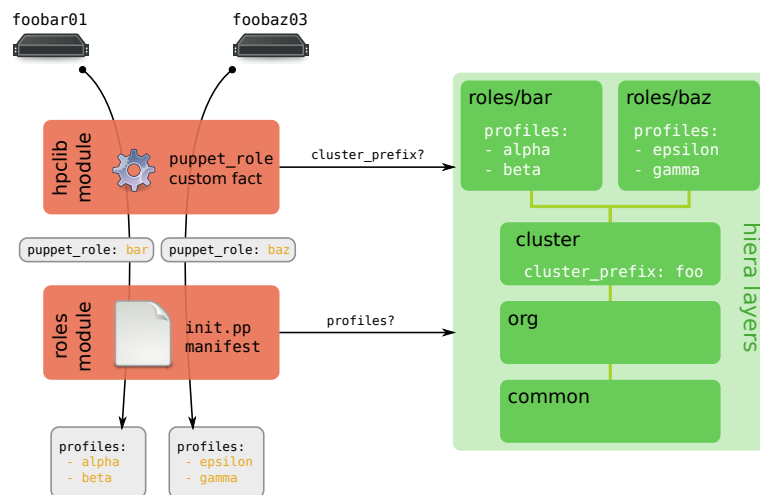 foobar01
foobaz03
hpclib
module
puppet_role
custom fact
cluster_prefix?
puppet_role: bar
puppet_role: baz
roles
module
init.pp
manifest
profiles?
profiles:
- alpha
- beta
profiles:
- epsilon
- gamma
roles/bar
profiles:
- alpha
- beta
roles/baz
profiles:
- epsilon
- gamma
cluster
cluster_prefix: foo
org
common
hiera layers